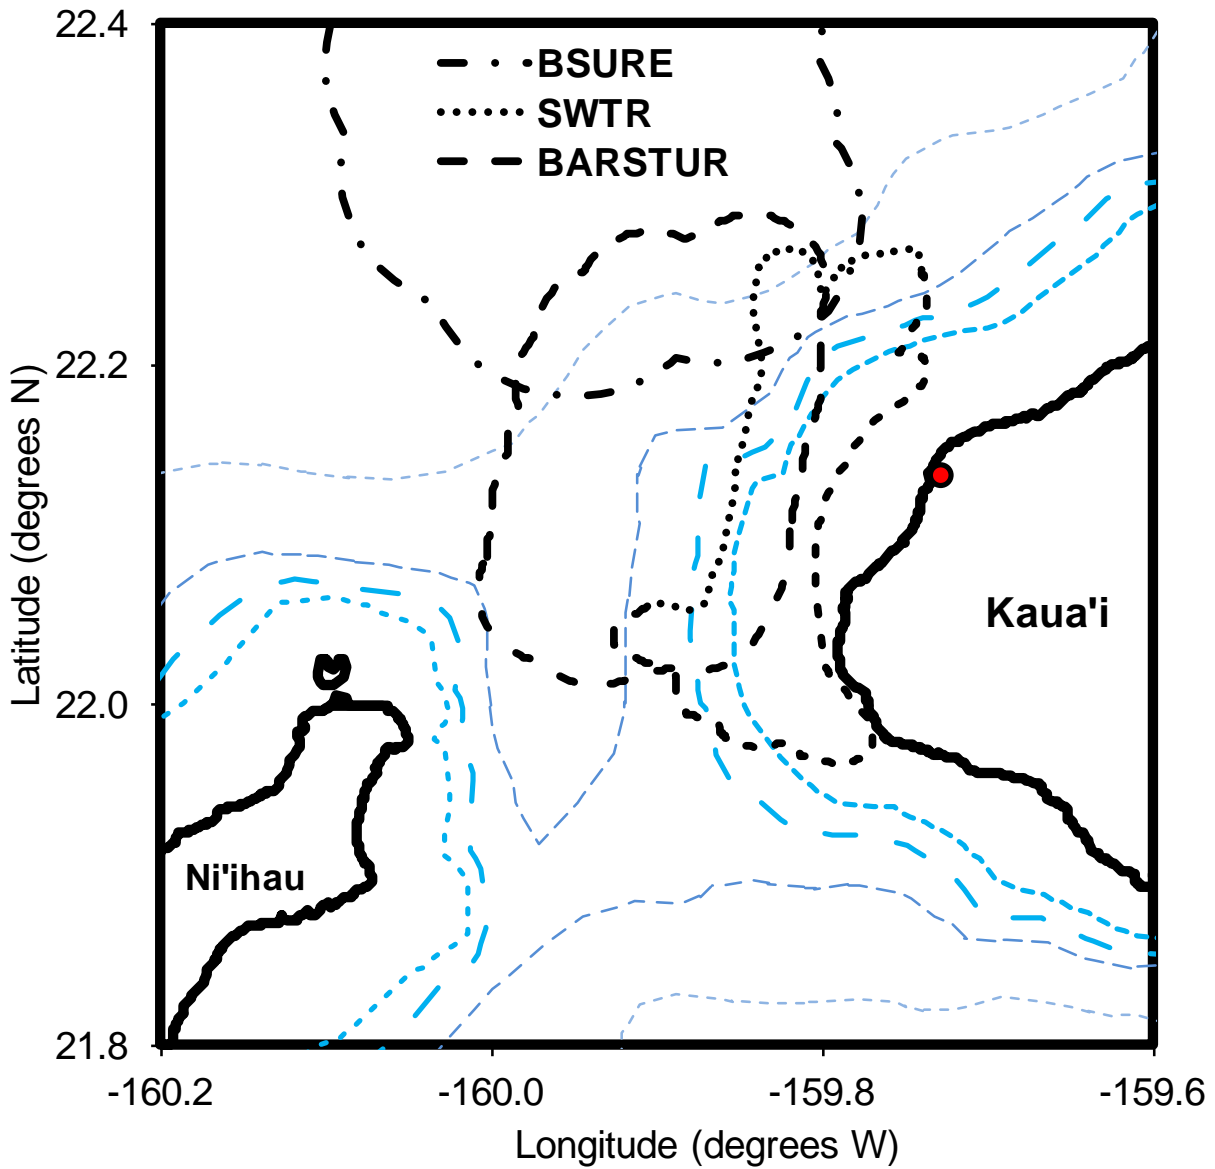 22.4
BSURE
SWTR
BARSTUR
22.2
Latitude (degrees N)
Kaua'i
22.0
Ni'ihau
21.8
-160.2 -160.0 -159.8 -159.6
Longitude (degrees W)